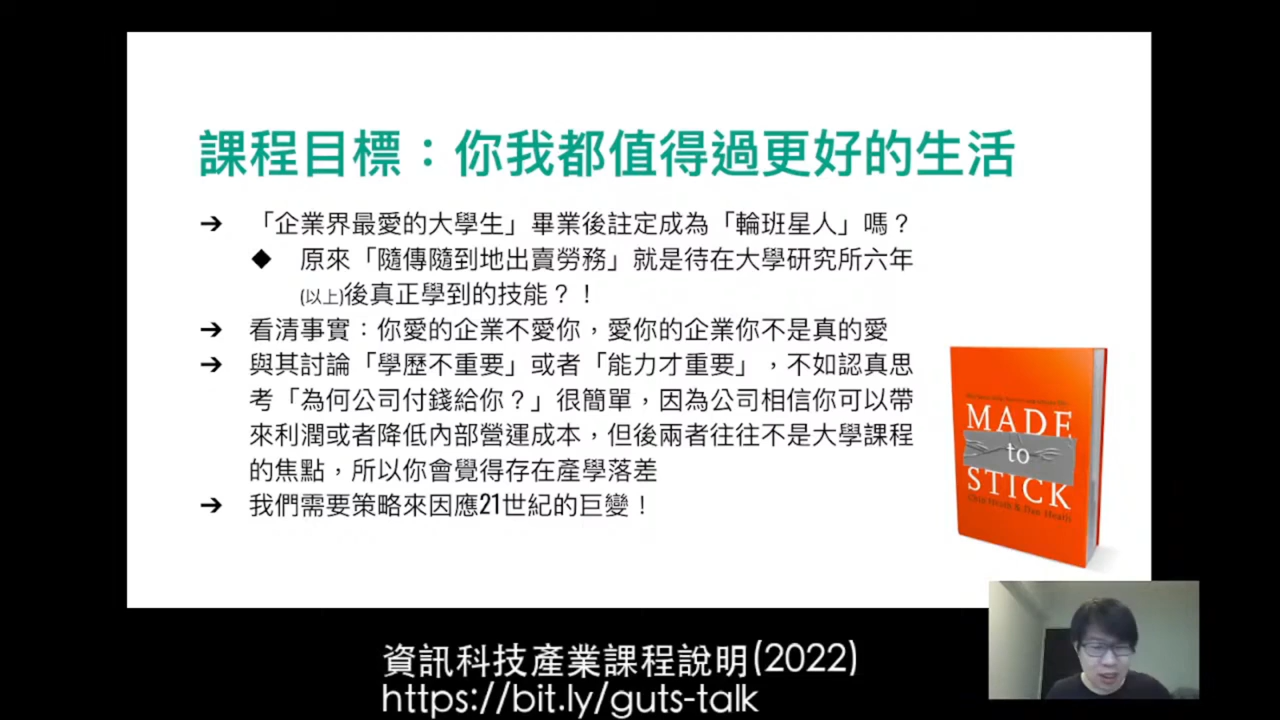 課程目標：你我都值得過更好的生活
➔ 「企業界最愛的大學生」畢業後註定成為「輪班星人」嗎？
◆ 原來「隨傳隨到地出賣勞務」就是待在大學研究所六年
(以上)後真正學到的技能？！
➔ 看清事實：你愛的企業不愛你，愛你的企業你不是真的愛
➔ 與其討論「學歷不重要」或者「能力才重要」，不如認真思
考「為何公司付錢給你？」很簡單，因為公司相信你可以帶
來利潤或者降低內部營運成本，但後兩者往往不是大學課程
的焦點，所以你會覺得存在產學落差
➔ 我們需要策略來因應21世紀的巨變！
MADE
to
STICK
Chip Heath & Dan Heath
資訊科技產業課程說明(2022)
https://bit.ly/guts-talk